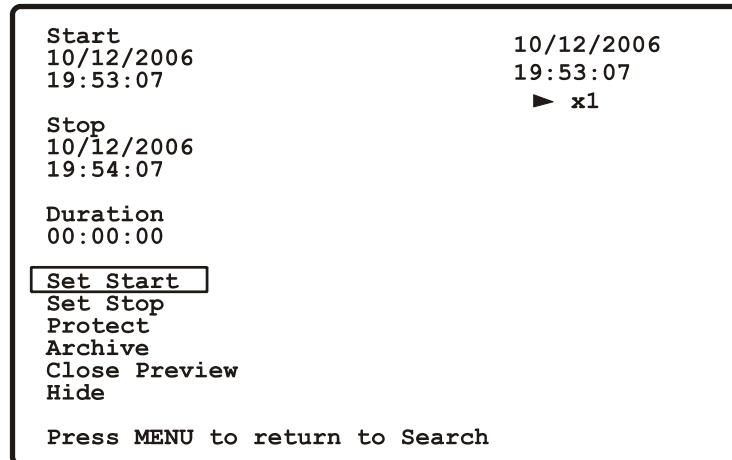 Start
10/12/2006
19:53:07
10/12/2006
19:53:07
► x1
Stop
10/12/2006
19:54:07
Duration
00:00:00
Set Start
Set Stop
Protect
Archive
Close Preview
Hide
Press MENU to return to Search